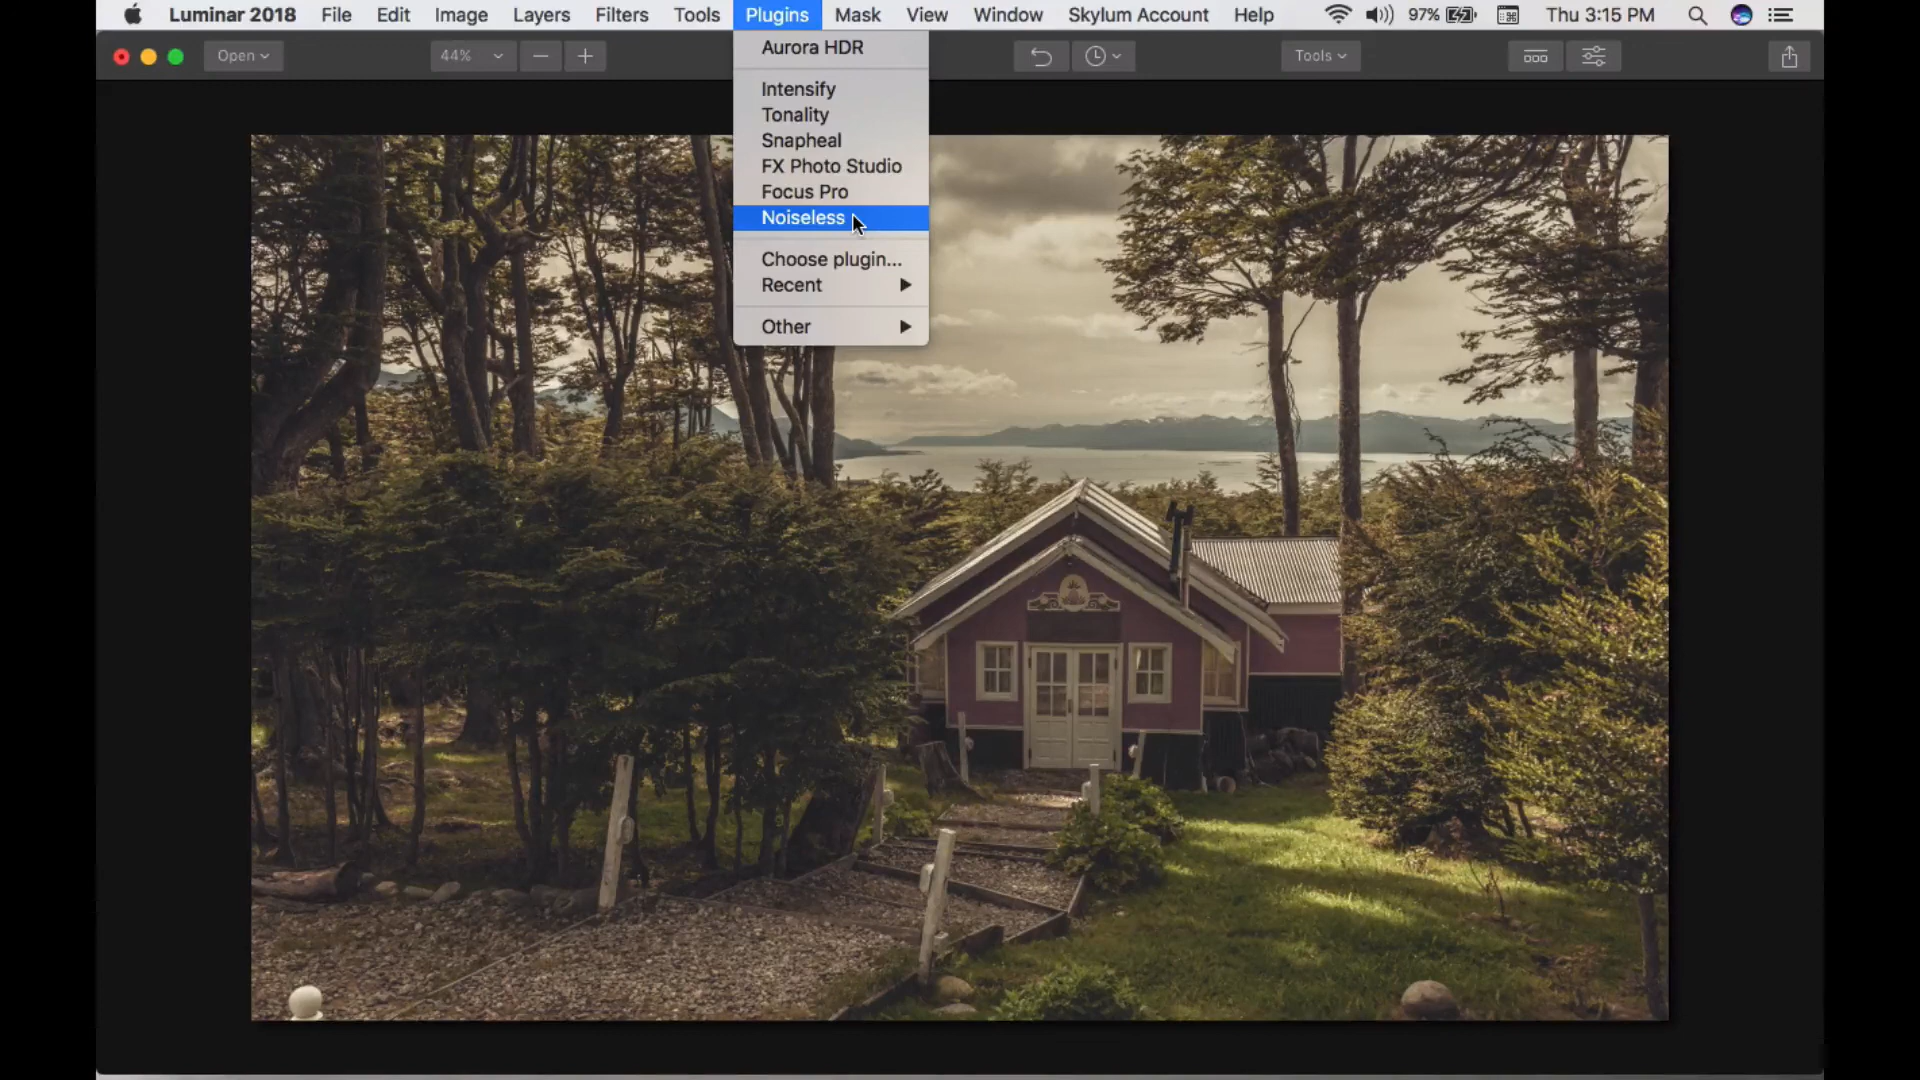 Luminar 2018 File Edit Image Layers Filters Tools Plugins Mask View Window Skylum Account Help 97% Thu 3:15 PM
Open 44% Tools
Aurora HDR
Intensify
Tonality
Snapheal
FX Photo Studio
Focus Pro
Noiseless
Choose plugin...
Recent
Other